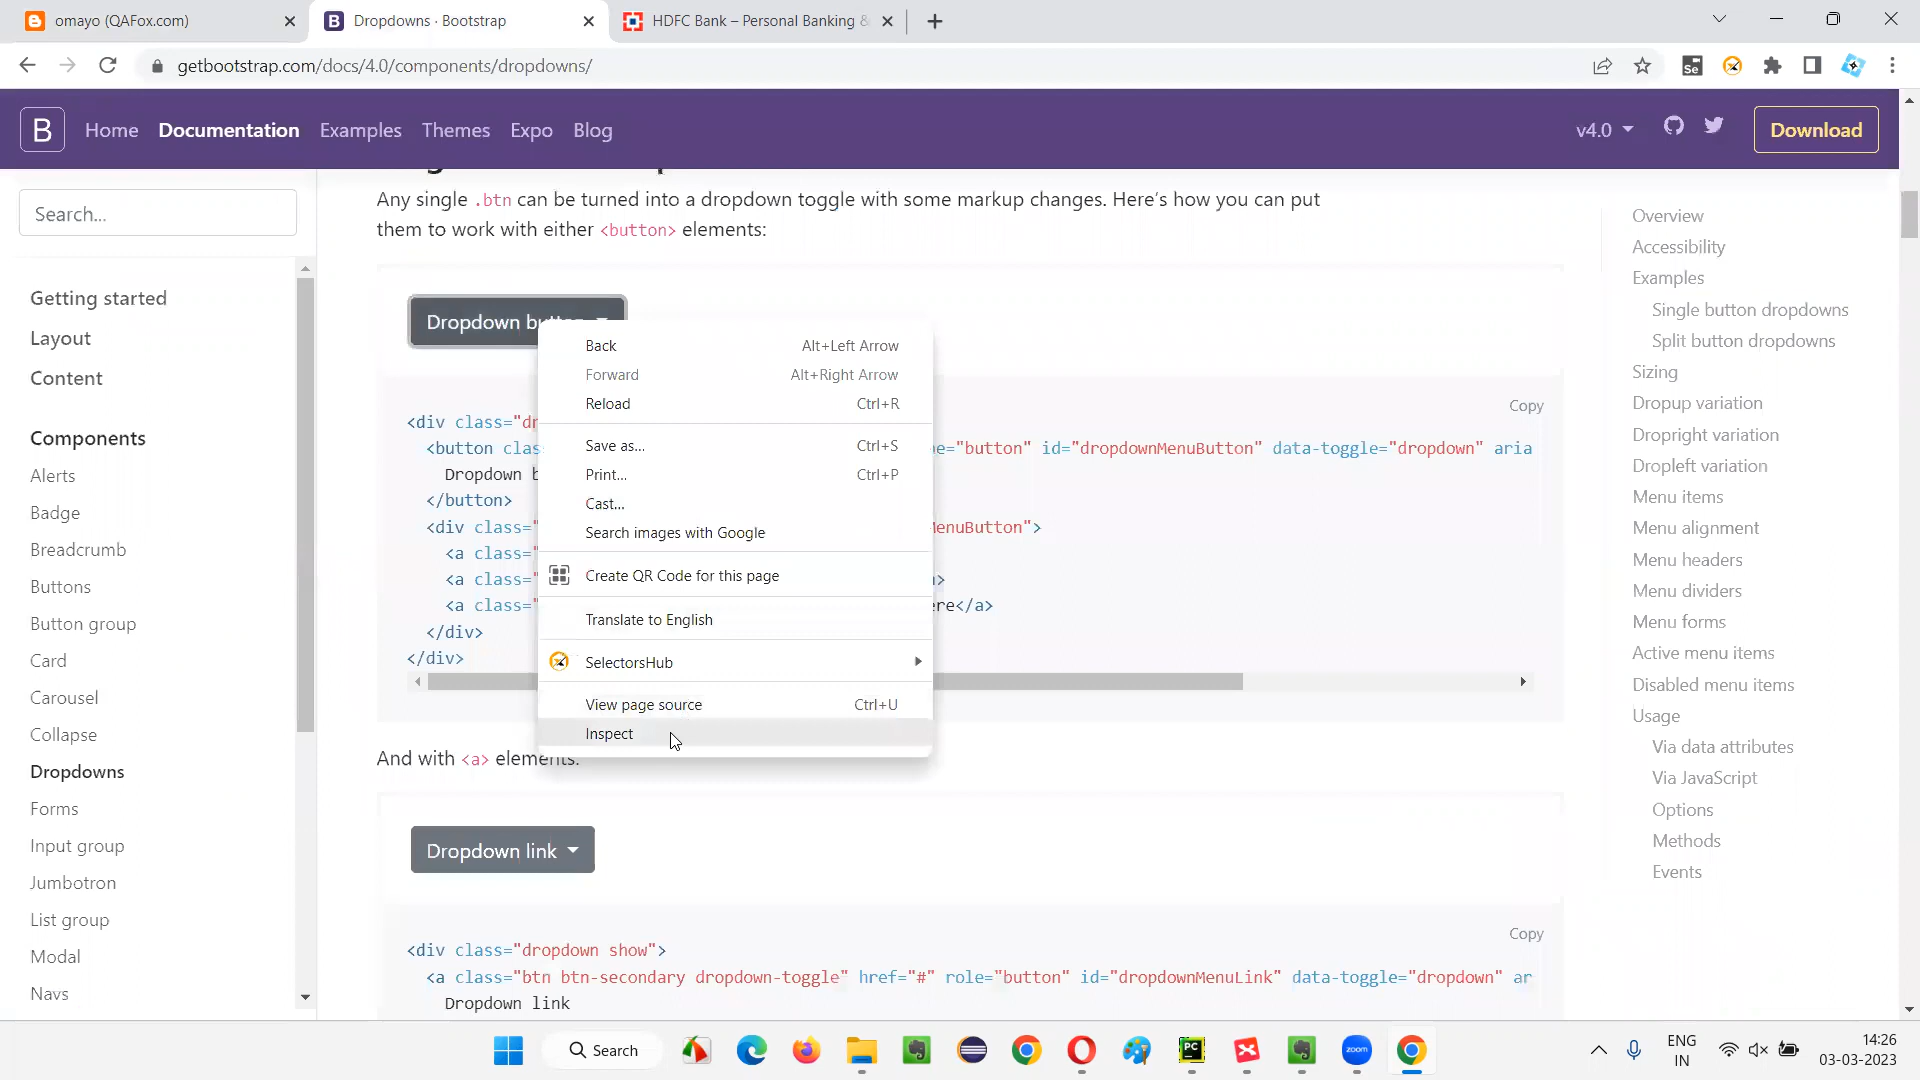 omayo (QAFox.com)
Dropdowns · Bootstrap
HDFC Bank – Personal Banking &
getbootstrap.com/docs/4.0/components/dropdowns/
B Home Documentation Examples Themes Expo Blog
v4.0
Download
Search...
Getting started
Layout
Content
Components
Alerts
Badge
Breadcrumb
Buttons
Button group
Card
Carousel
Collapse
Dropdowns
Forms
Input group
Jumbotron
List group
Modal
Navs
Any single .btn can be turned into a dropdown toggle with some markup changes. Here's how you can put
them to work with either <button> elements:
Dropdown
Back Alt+Left Arrow
Forward Alt+Right Arrow
Reload Ctrl+R
Save as... Ctrl+S
Print... Ctrl+P
Cast...
Search images with Google
Create QR Code for this page
Translate to English
SelectorsHub
View page source Ctrl+U
Inspect
Copy
<div class="dr
<button clas pe="button" id="dropdownMenuButton" data-toggle="dropdown" aria
Dropdown b
</button>
<div class=" MenuButton">
<a class="
<a class=" >
<a class=" ere</a>
</div>
</div>
And with <a> elements:
Dropdown link
Copy
<div class="dropdown show">
<a class="btn btn-secondary dropdown-toggle" href="#" role="button" id="dropdownMenuLink" data-toggle="dropdown" ar
Dropdown link
Overview
Accessibility
Examples
Single button dropdowns
Split button dropdowns
Sizing
Dropup variation
Dropright variation
Dropleft variation
Menu items
Menu alignment
Menu headers
Menu dividers
Menu forms
Active menu items
Disabled menu items
Usage
Via data attributes
Via JavaScript
Options
Methods
Events
Search
zoom
ENG
IN
14:26
03-03-2023